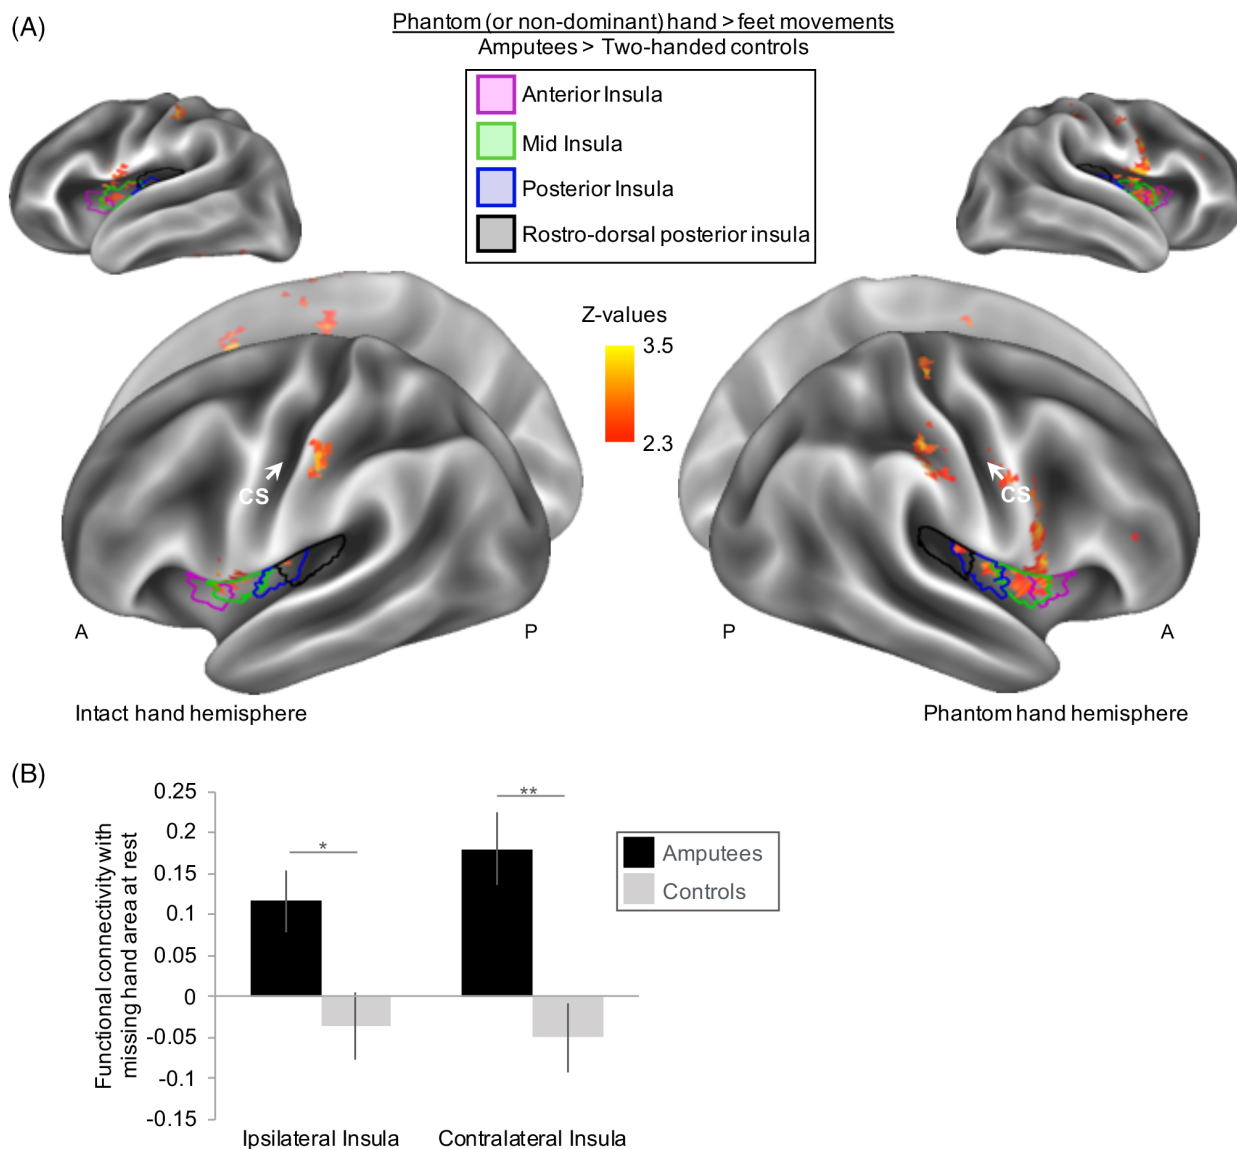 (A)
Phantom (or non-dominant) hand > feet movements
Amputees > Two-handed controls
Anterior Insula
Mid Insula
Posterior Insula
Rostro-dorsal posterior insula
Z-values
3.5
2.3
CS
CS
A
P
P
A
Intact hand hemisphere
Phantom hand hemisphere
(B)
Functional connectivity with
missing hand area at rest
0.25
0.2
0.15
0.1
0.05
0
-0.05
-0.1
-0.15
*
**
Amputees
Controls
Ipsilateral Insula
Contralateral Insula